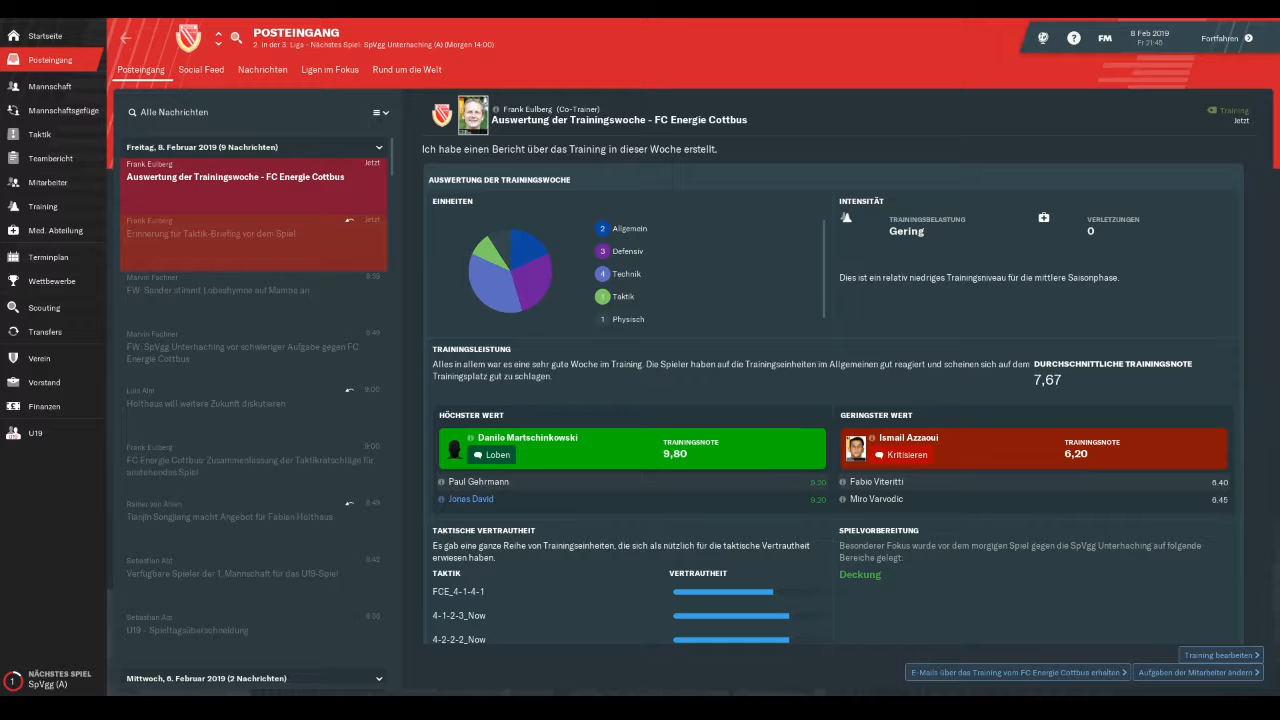 Startseite
Posteingang
Mannschaft
Mannschaftsgefüge
Taktik
Teambericht
Mitarbeiter
Training
Med. Abteilung
Terminplan
Wettbewerbe
Scouting
Transfers
Verein
Vorstand
Finanzen
U19
U19
1
NÄCHSTES SPIEL
SpVgg (A)
POSTEINGANG
2. in der 3. Liga - Nächstes Spiel: SpVgg Unterhaching (A) (Morgen 14:00)
?
FM
8 Feb 2019
Fr 21:45
Fortfahren
Posteingang
Social Feed
Nachrichten
Ligen im Fokus
Rund um die Welt
Alle Nachrichten
Freitag, 8. Februar 2019 (9 Nachrichten)
Frank Eulberg
Jetzt
Auswertung der Trainingswoche - FC Energie Cottbus
Frank Eulberg
Jetzt
Erinnerung für Taktik-Briefing vor dem Spiel
FW: Sander stimmt Lobeshymne auf Mambo an
FW: SpVgg Unterhaching vor schwieriger Aufgabe gegen FC
Energie Cottbus
Luis Alm
9:00
Holthaus will weitere Zukunft diskutieren
Frank Eulberg
9:00
FC Energie Cottbus: Zusammenfassung der Taktikratschläge für
anstehendes Spiel
Tianjin Songjiang macht Angebot für Fabian Holthaus
Sebastian Abt
Verfügbare Spieler der 1. Mannschaft für das U19-Spiel
Sebastian Abt
U19 - Spieltagsüberschneidung
Mittwoch, 6. Februar 2019 (2 Nachrichten)
Frank Eulberg (Co-Trainer)
Auswertung der Trainingswoche - FC Energie Cottbus
Training
Jetzt
Ich habe einen Bericht über das Training in dieser Woche erstellt.
AUSWERTUNG DER TRAININGSWOCHE
EINHEITEN
2 Allgemein
3 Defensiv
4 Technik
1 Taktik
1 Physisch
INTENSITÄT
TRAININGSBELASTUNG
Gering
VERLETZUNGEN
0
Dies ist ein relativ niedriges Trainingsniveau für die mittlere Saisonphase.
TRAININGSLEISTUNG
Alles in allem war es eine sehr gute Woche im Training. Die Spieler haben auf die Trainingseinheiten im Allgemeinen gut reagiert und scheinen sich auf dem
Trainingsplatz gut zu schlagen.
DURCHSCHNITTLICHE TRAININGSNOTE
7,67
HÖCHSTER WERT
Danilo Martschinkowski
Loben
TRAININGSNOTE
9,80
Paul Gehrmann
9.20
Jonas David
9.20
GERINGSTER WERT
Ismail Azzaoui
Kritisieren
TRAININGSNOTE
6,20
Fabio Viteritti
6.40
Miro Varvodic
6.45
TAKTISCHE VERTRAUTHEIT
Es gab eine ganze Reihe von Trainingseinheiten, die sich als nützlich für die taktische Vertrautheit
erwiesen haben.
TAKTIK
VERTRAUTHEIT
FCE_4-1-4-1
4-1-2-3_Now
4-2-2-2_Now
SPIELVORBEREITUNG
Besonderer Fokus wurde vor dem morgigen Spiel gegen die SpVgg Unterhaching auf folgende
Bereiche gelegt:
Deckung
Training bearbeiten
E-Mails über das Training vom FC Energie Cottbus erhalten
Aufgaben der Mitarbeiter ändern